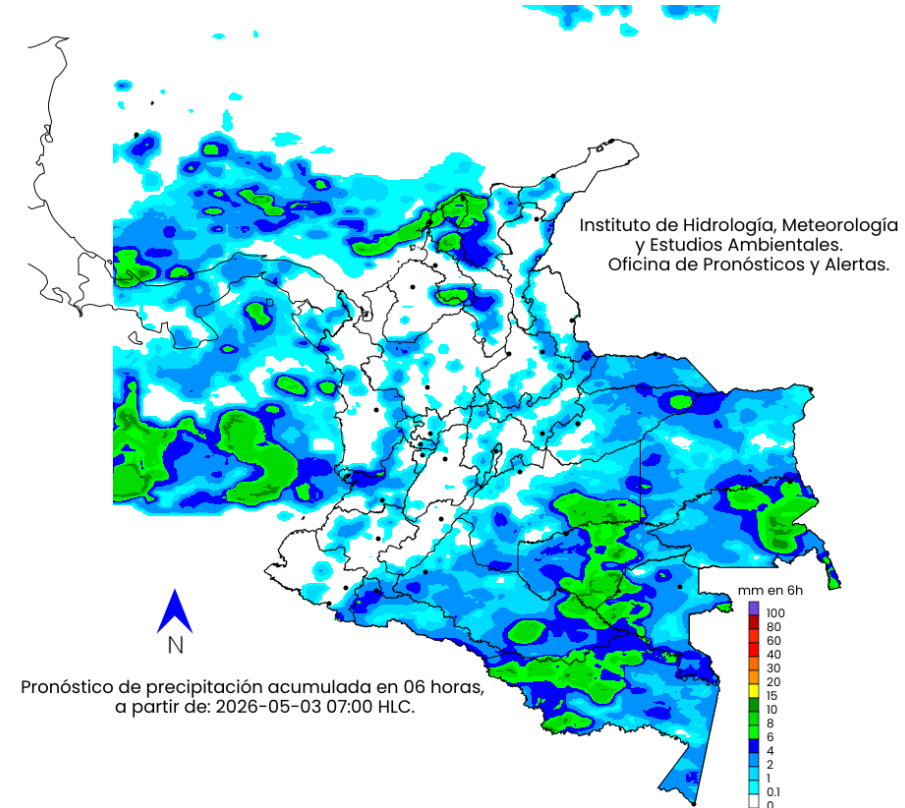 Instituto de Hidrología, Meteorología
y Estudios Ambientales.
Oficina de Pronósticos y Alertas.
mm en 6h
100
80
60
40
30
20
15
10
8
6
4
2
1
0.1
0
N
Pronóstico de precipitación acumulada en 06 horas,
a partir de: 2026-05-03 07:00 HLC.